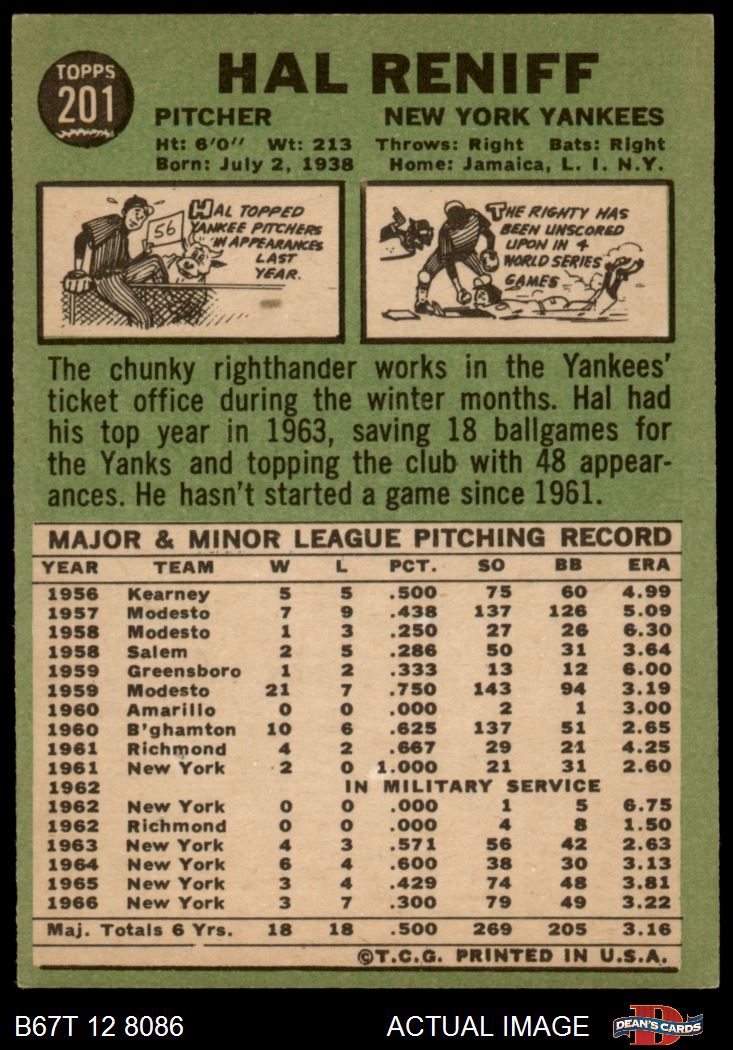 TOPPS
201
HAL RENIFF
PITCHER NEW YORK YANKEES
Ht: 6'0" Wt: 213 Throws: Right Bats: Right
Born: July 2, 1938 Home: Jamaica, L. I. N.Y.
56
HAL TOPPED
YANKEE PITCHERS
IN APPEARANCES
LAST
YEAR.
THE RIGHTY HAS
BEEN UNSCORED
UPON IN 4
WORLD SERIES
GAMES
The chunky righthander works in the Yankees'
ticket office during the winter months. Hal had
his top year in 1963, saving 18 ballgames for
the Yanks and topping the club with 48 appear-
ances. He hasn't started a game since 1961.
MAJOR & MINOR LEAGUE PITCHING RECORD
YEAR TEAM W L PCT. SO BB ERA
1956 Kearney 5 5 .500 75 60 4.99
1957 Modesto 7 9 .438 137 126 5.09
1958 Modesto 1 3 .250 27 26 6.30
1958 Salem 2 5 .286 50 31 3.64
1959 Greensboro 1 2 .333 13 12 6.00
1959 Modesto 21 7 .750 143 94 3.19
1960 Amarillo 0 0 .000 2 1 3.00
1960 B'ghamton 10 6 .625 137 51 2.65
1961 Richmond 4 2 .667 29 21 4.25
1961 New York 2 0 1.000 21 31 2.60
1962 IN MILITARY SERVICE
1962 New York 0 0 .000 1 5 6.75
1962 Richmond 0 0 .000 4 8 1.50
1963 New York 4 3 .571 56 42 2.63
1964 New York 6 4 .600 38 30 3.13
1965 New York 3 4 .429 74 48 3.81
1966 New York 3 7 .300 79 49 3.22
Maj. Totals 6 Yrs. 18 18 .500 269 205 3.16
©T.C.G. PRINTED IN U.S.A.
B67T 12 8086 ACTUAL IMAGE DEAN'S CARDS